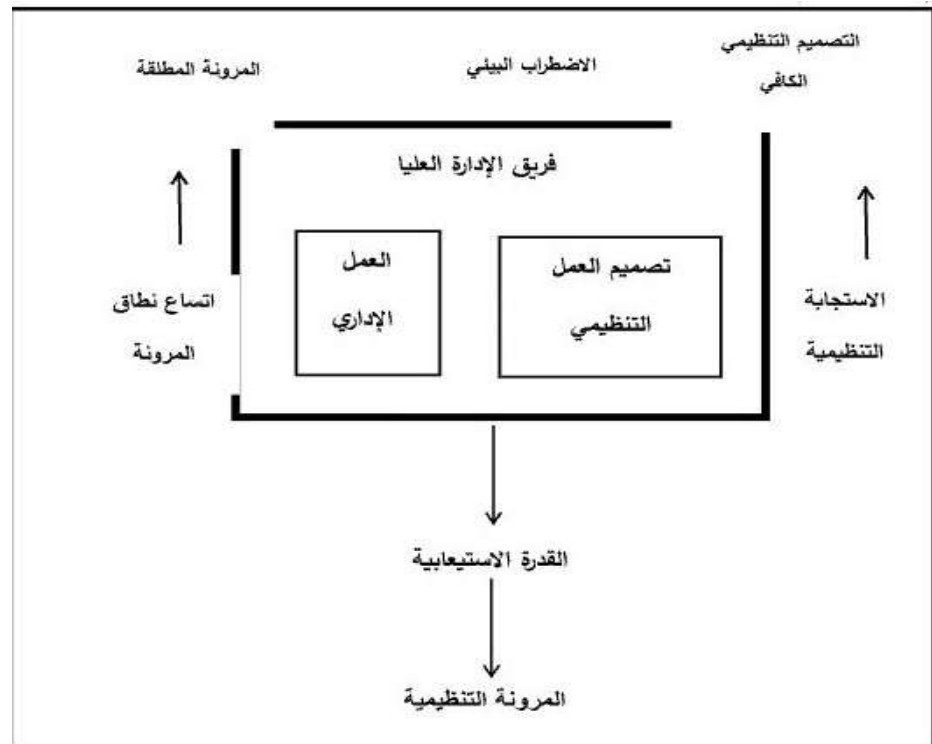 التصميم التنظيمي
الكافي
الاضطراب البيئي
المرونة المطلقة
فريق الإدارة العليا
تصميم العمل
التنظيمي
العمل
الإداري
الاستجابة
التنظيمية
اتساع نطاق
المرونة
القدرة الاستيعابية
المرونة التنظيمية